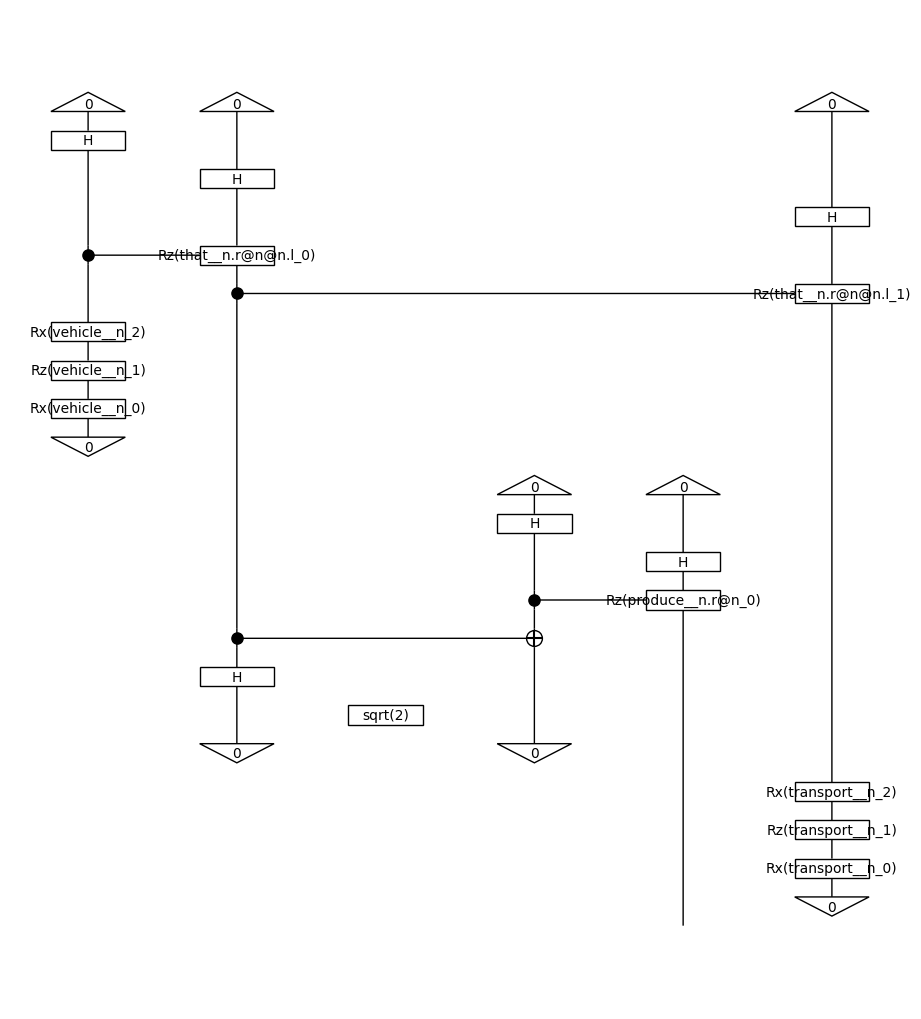 0 0 0
H
H
H
Rz(that__n.r@n@n.l_0)
Rz(that__n.r@n@n.l_1)
Rx(vehicle__n_2)
Rz(vehicle__n_1)
Rx(vehicle__n_0)
0
0 0
H
H
Rz(produce__n.r@n_0)
H
sqrt(2)
0 0
Rx(transport__n_2)
Rz(transport__n_1)
Rx(transport__n_0)
0